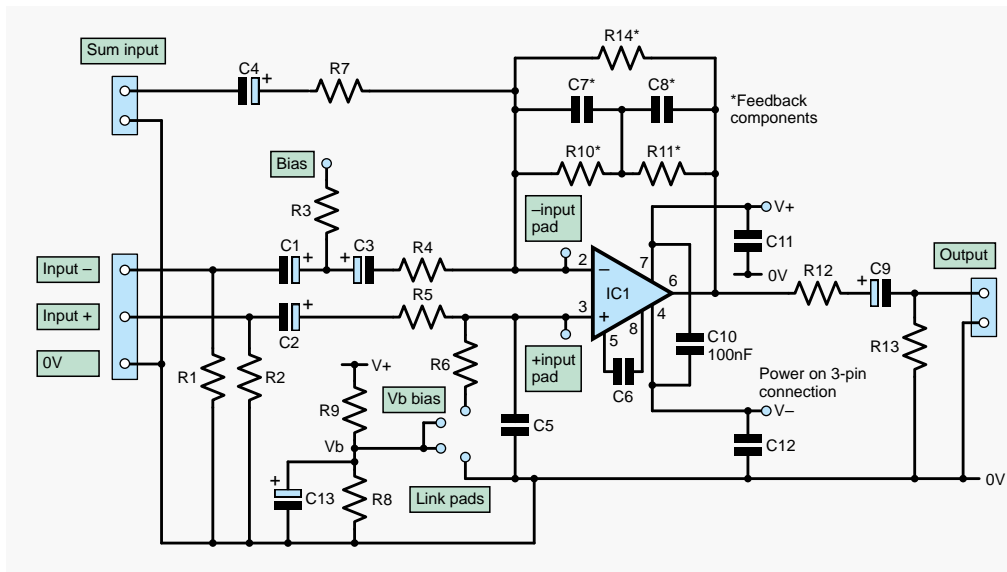 Sum input
C4
+
R7
R14*
C7*
C8*
*Feedback
components
R10*
R11*
Bias
R3
–input
pad
V+
C11
0V
Input –
C1
+
+
C3
R4
2
–
7
6
IC1
R12
+
C9
Output
Input +
C2
+
R5
3
+
4
5
8
C6
C10
100nF
R13
0V
R1
R2
V+
R6
+input
pad
Power on 3-pin
connection
R9
Vb bias
V–
Vb
C5
C12
+
C13
R8
Link pads
0V